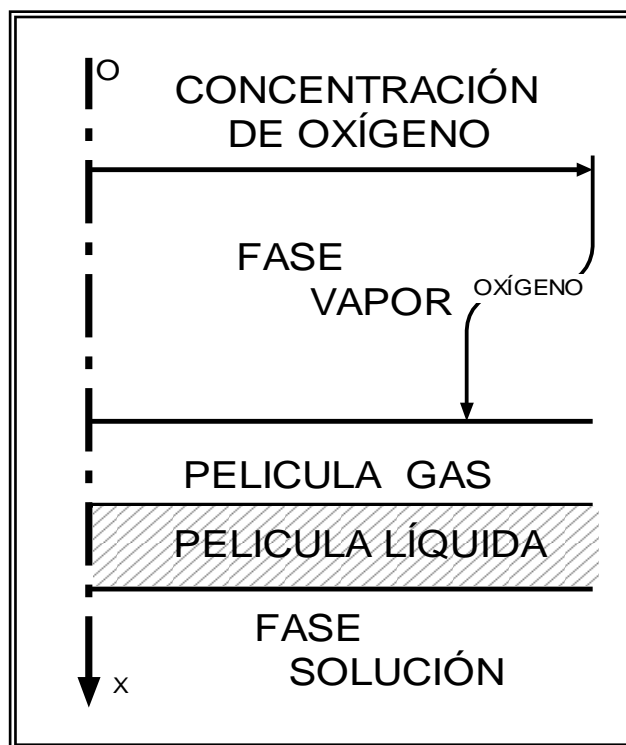 O
CONCENTRACIÓN
DE OXÍGENO
FASE
VAPOR
OXÍGENO
PELICULA GAS
PELICULA LÍQUIDA
FASE
SOLUCIÓN
X